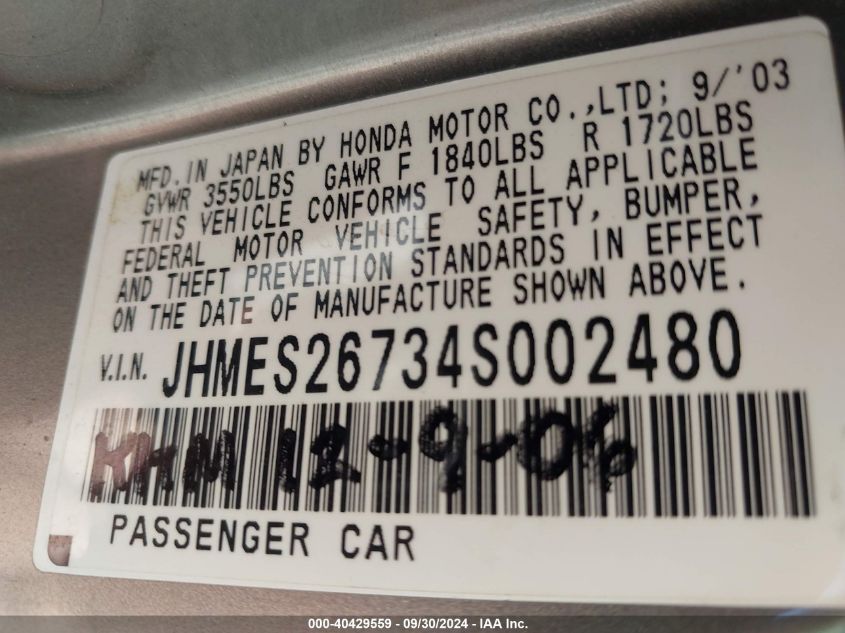 MFD. IN JAPAN BY HONDA MOTOR CO.,LTD; 9/'03
GVWR 3550LBS GAWR F 1840LBS R 1720LBS
THIS VEHICLE CONFORMS TO ALL APPLICABLE
FEDERAL MOTOR VEHICLE SAFETY, BUMPER,
AND THEFT PREVENTION STANDARDS IN EFFECT
ON THE DATE OF MANUFACTURE SHOWN ABOVE.
V.I.N. JHMES26734S002480
12-9-06
PASSENGER CAR
000-40429559 - 09/30/2024 - IAA Inc.